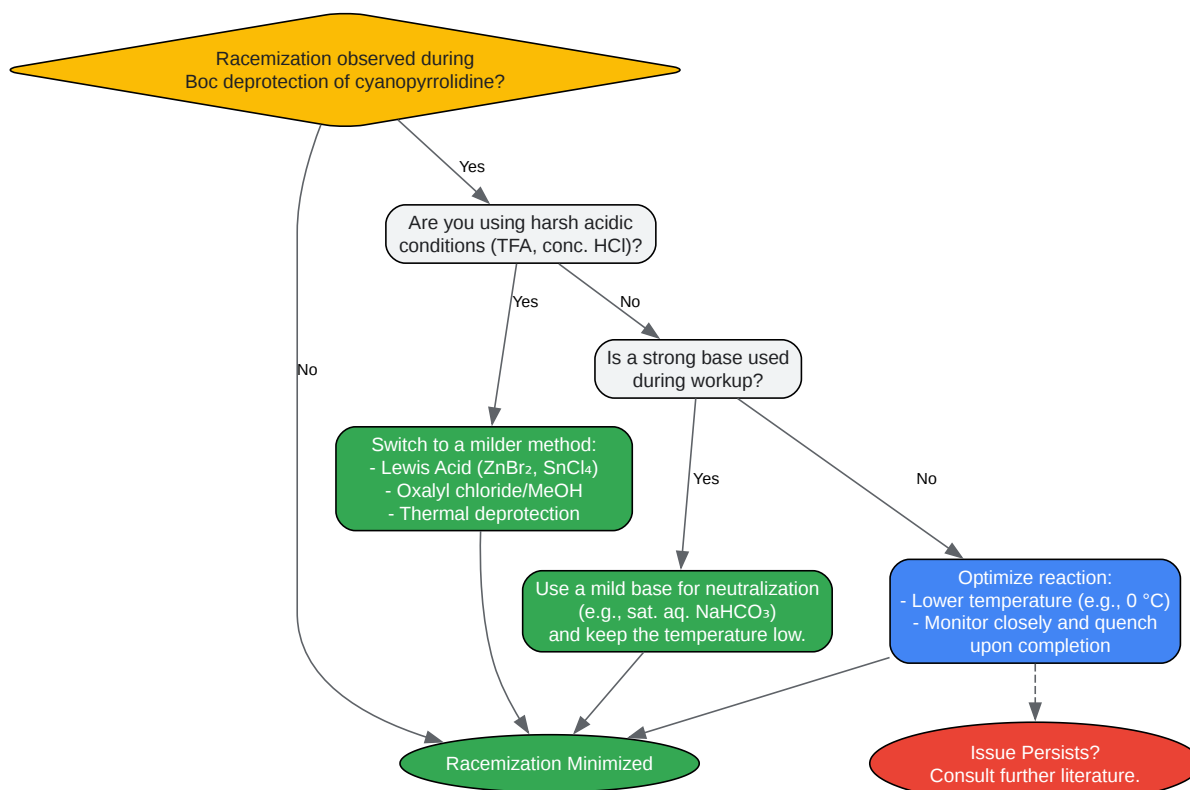 Racemization observed during
Boc deprotection of cyanopyrrolidine?
Yes
Are you using harsh acidic
conditions (TFA, conc. HCl)?
Yes
No
Is a strong base used
during workup?
No
Switch to a milder method:
- Lewis Acid (ZnBr₂, SnCl₄)
- Oxalyl chloride/MeOH
- Thermal deprotection
Yes
No
Use a mild base for neutralization
(e.g., sat. aq. NaHCO₃)
and keep the temperature low.
Optimize reaction:
- Lower temperature (e.g., 0 °C)
- Monitor closely and quench
upon completion
Racemization Minimized
Issue Persists?
Consult further literature.